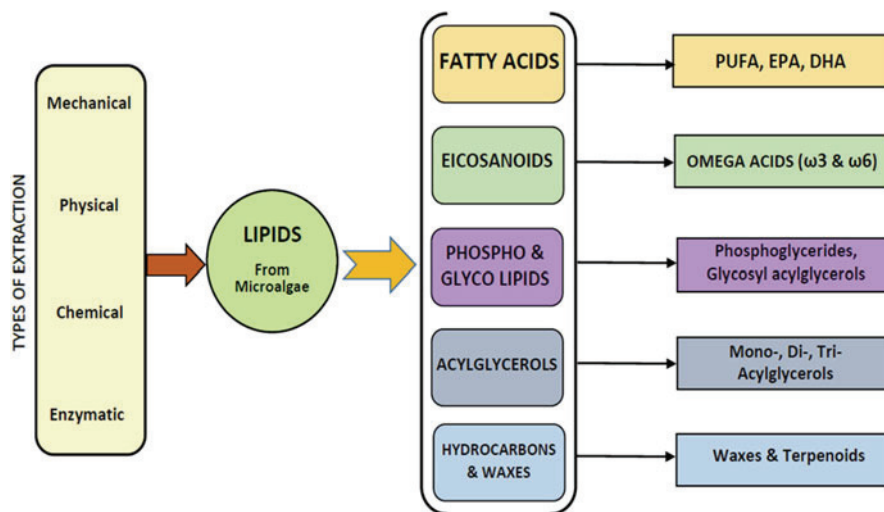 TYPES OF EXTRACTION
Mechanical
Physical
Chemical
Enzymatic
LIPIDS
From
Microalgae
FATTY ACIDS
PUFA, EPA, DHA
EICOSANOIDS
OMEGA ACIDS (ω3 & ω6)
PHOSPHO &
GLYCO LIPIDS
Phosphoglycerides,
Glycosyl acylglycerols
ACYLGLYCEROLS
Mono-, Di-, Tri-
Acylglycerols
HYDROCARBONS
& WAXES
Waxes & Terpenoids